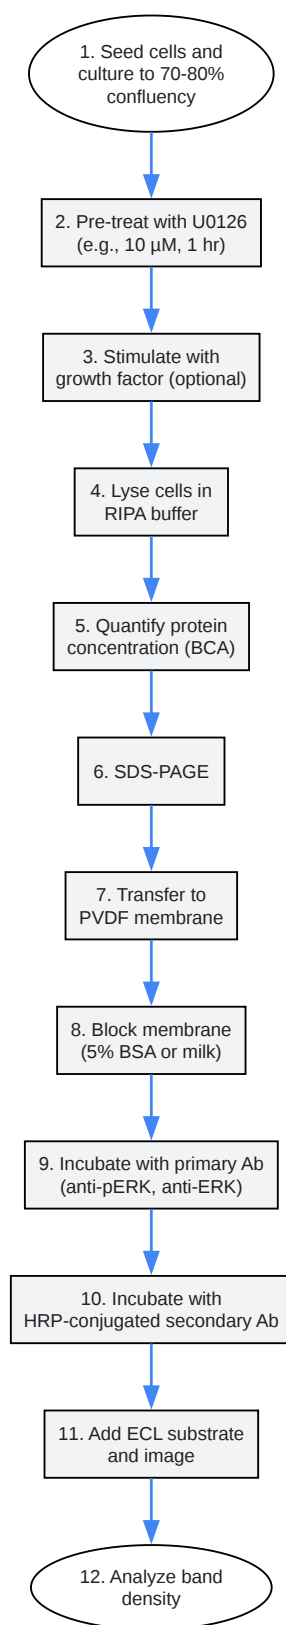 1. Seed cells and
culture to 70-80%
confluency
2. Pre-treat with U0126
(e.g., 10 µM, 1 hr)
3. Stimulate with
growth factor (optional)
4. Lyse cells in
RIPA buffer
5. Quantify protein
concentration (BCA)
6. SDS-PAGE
7. Transfer to
PVDF membrane
8. Block membrane
(5% BSA or milk)
9. Incubate with primary Ab
(anti-pERK, anti-ERK)
10. Incubate with
HRP-conjugated secondary Ab
11. Add ECL substrate
and image
12. Analyze band
density